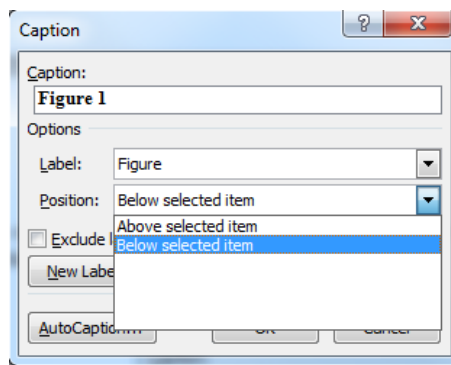 Caption
Caption:
Figure 1
Options
Label: Figure
Position: Below selected item
Above selected item
Exclude
Below selected item
New
AutoCaption...